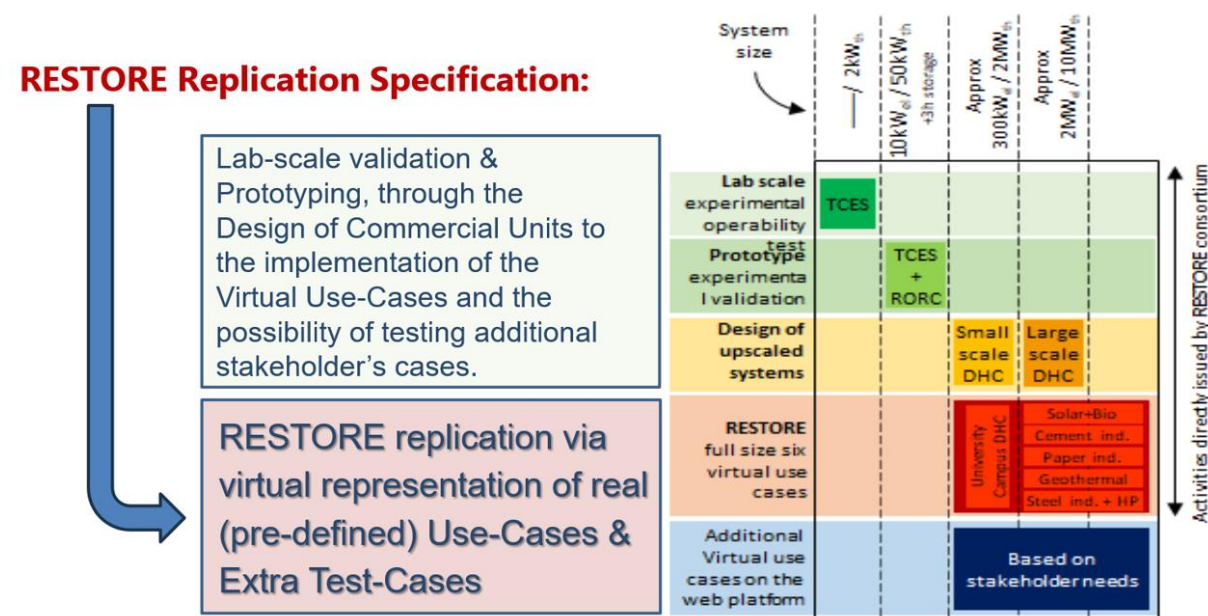 RESTORE Replication Specification:
Lab-scale validation &
Prototyping, through the
Design of Commercial Units to
the implementation of the
Virtual Use-Cases and the
possibility of testing additional
stakeholder's cases.
RESTORE replication via
virtual representation of real
(pre-defined) Use-Cases &
Extra Test-Cases
System
size
—/ 2kWth
10kWel / 50kWth
+3h storage
Approx
300kWel / 2MWth
Approx
2MWel / 10MWth
Lab scale
experimental
operability
test
TCES
Prototype
experimenta
l validation
TCES
+
RORC
Design of
upscaled
systems
Small
scale
DHC
Large
scale
DHC
RESTORE
full size six
virtual use
cases
University
Campus DHC
Solar+Bio
Cement ind.
Paper ind.
Geothermal
Steel ind. + HP
Additional
Virtual use
cases on the
web platform
Based on
stakeholder needs
Activities directly issued by RESTORE consortium